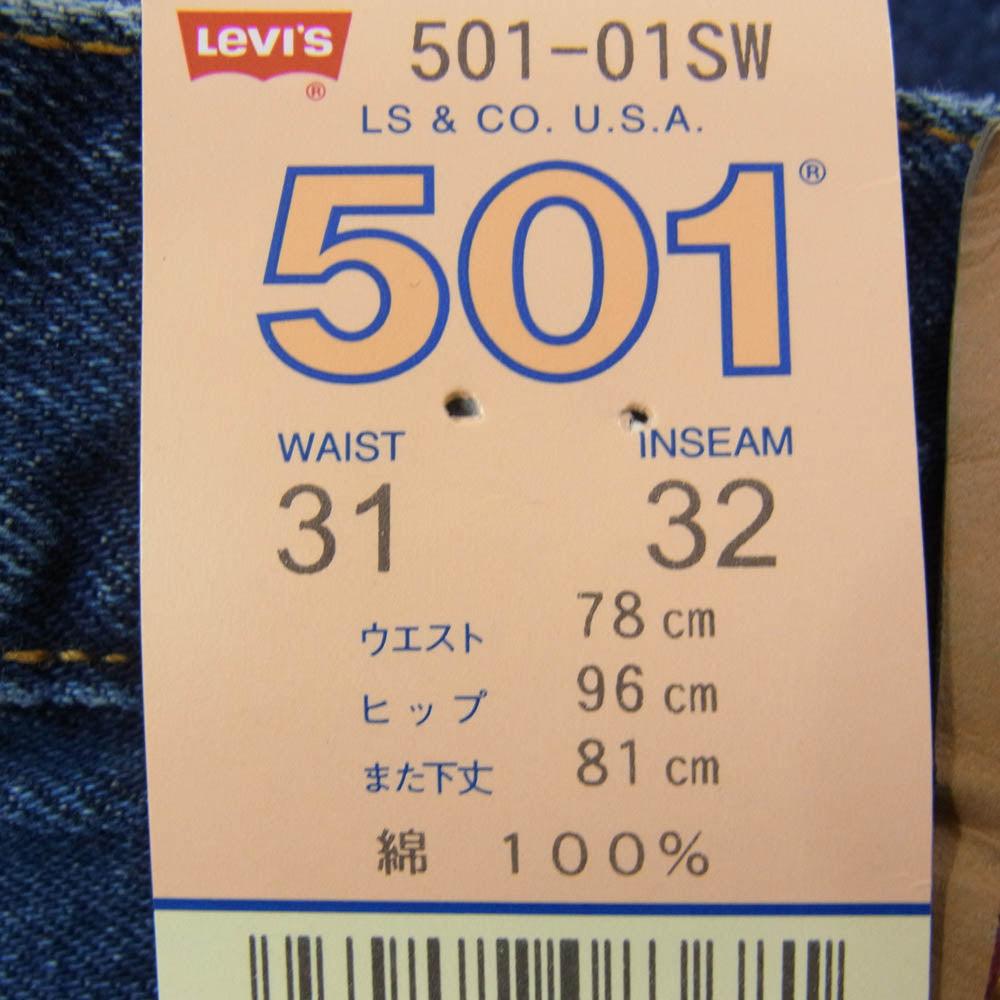 LEVI'S® 501-01SW
LS & CO. U.S.A.
501®
WAIST INSEAM
31 32
ウエスト 78 cm
ヒップ 96 cm
また下丈 81 cm
綿 100%